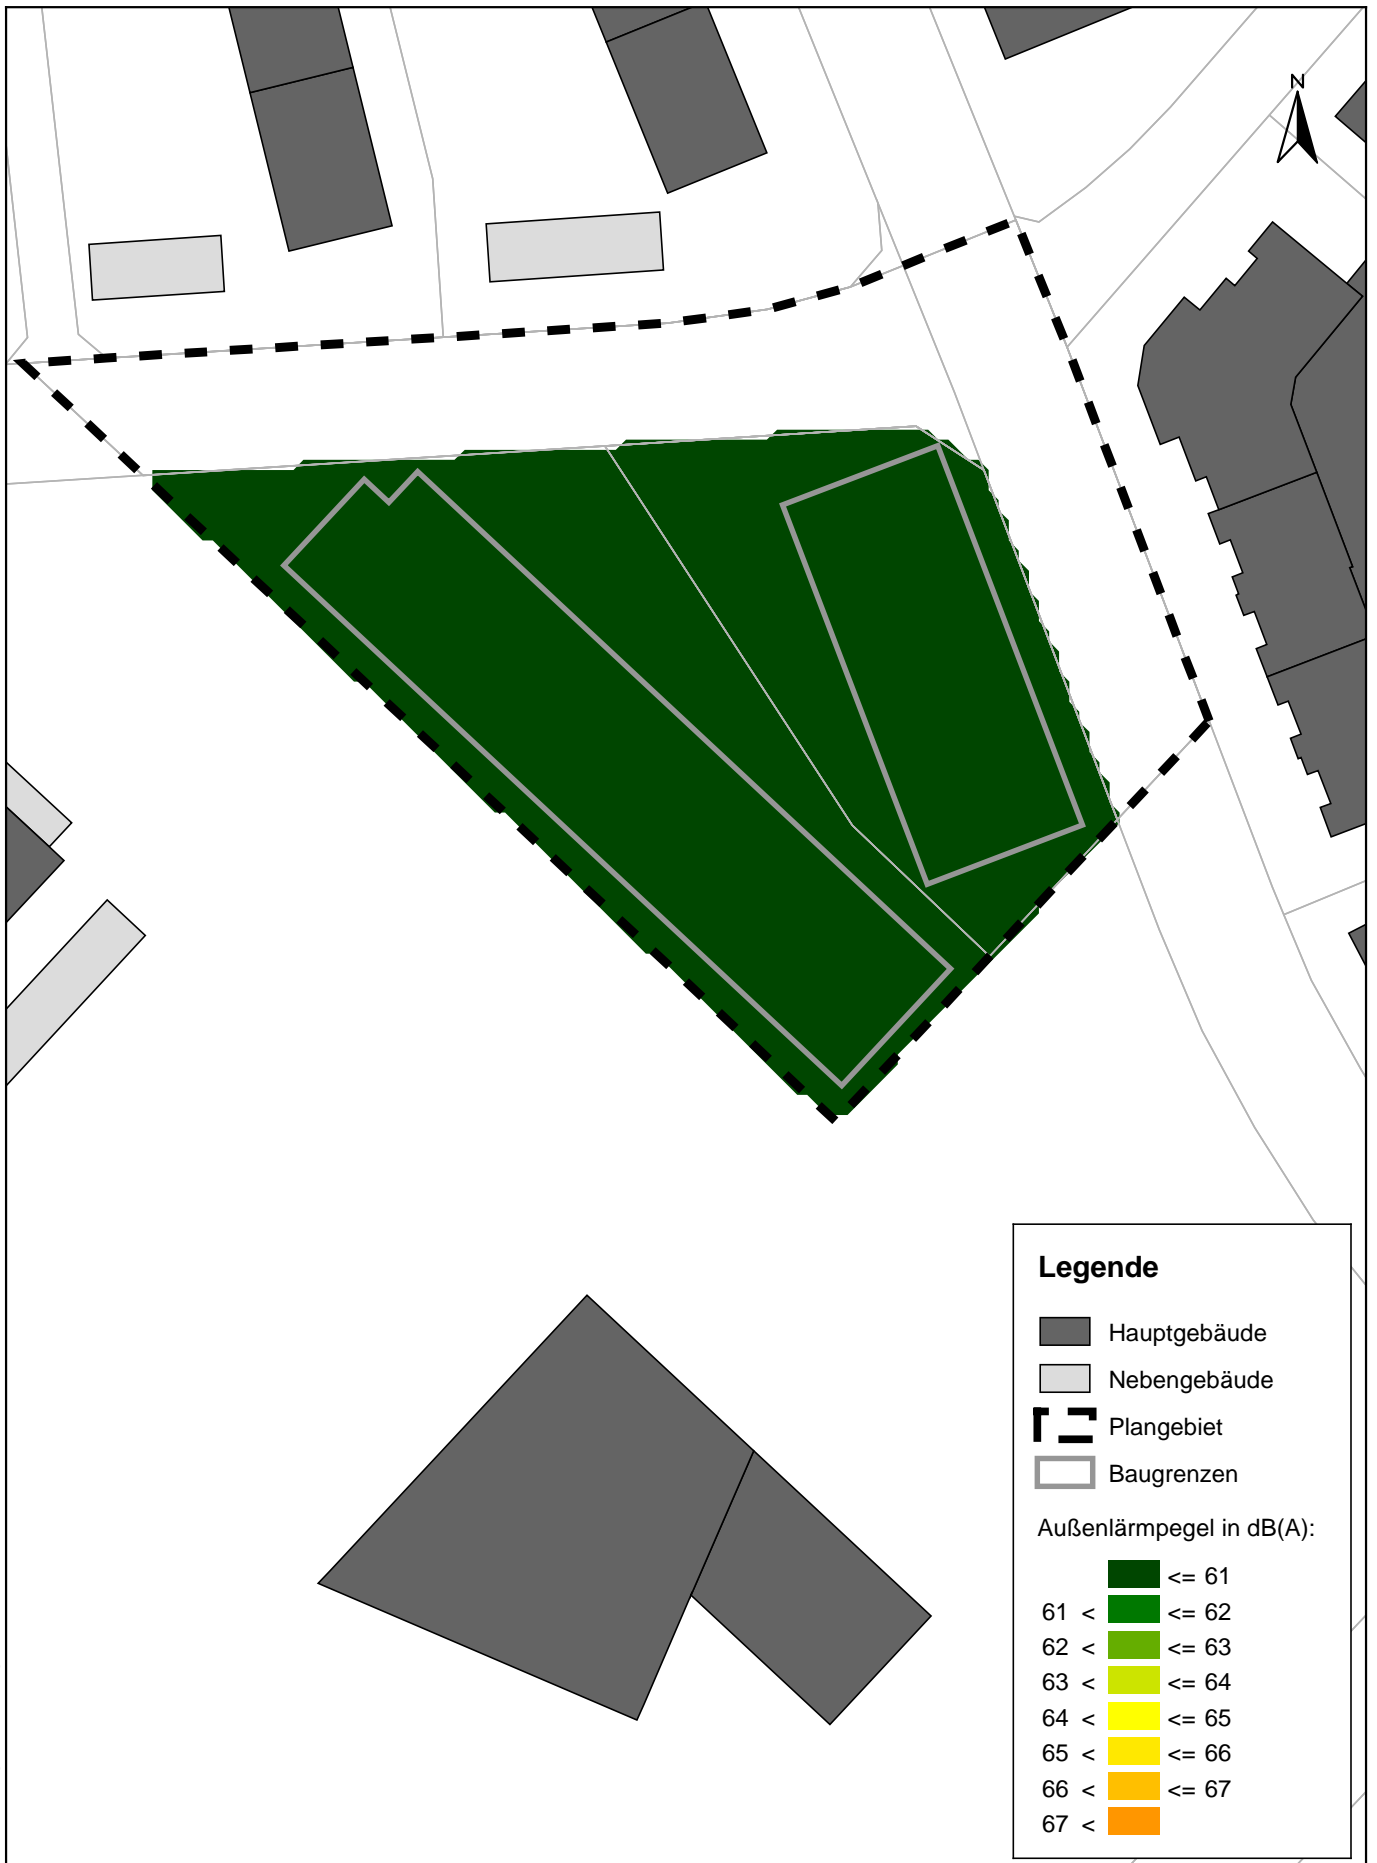 N
Legende
Hauptgebäude
Nebengebäude
Plangebiet
Baugrenzen
Außenlärmpegel in dB(A):
<= 61
61 < <= 62
62 < <= 63
63 < <= 64
64 < <= 65
65 < <= 66
66 < <= 67
67 <